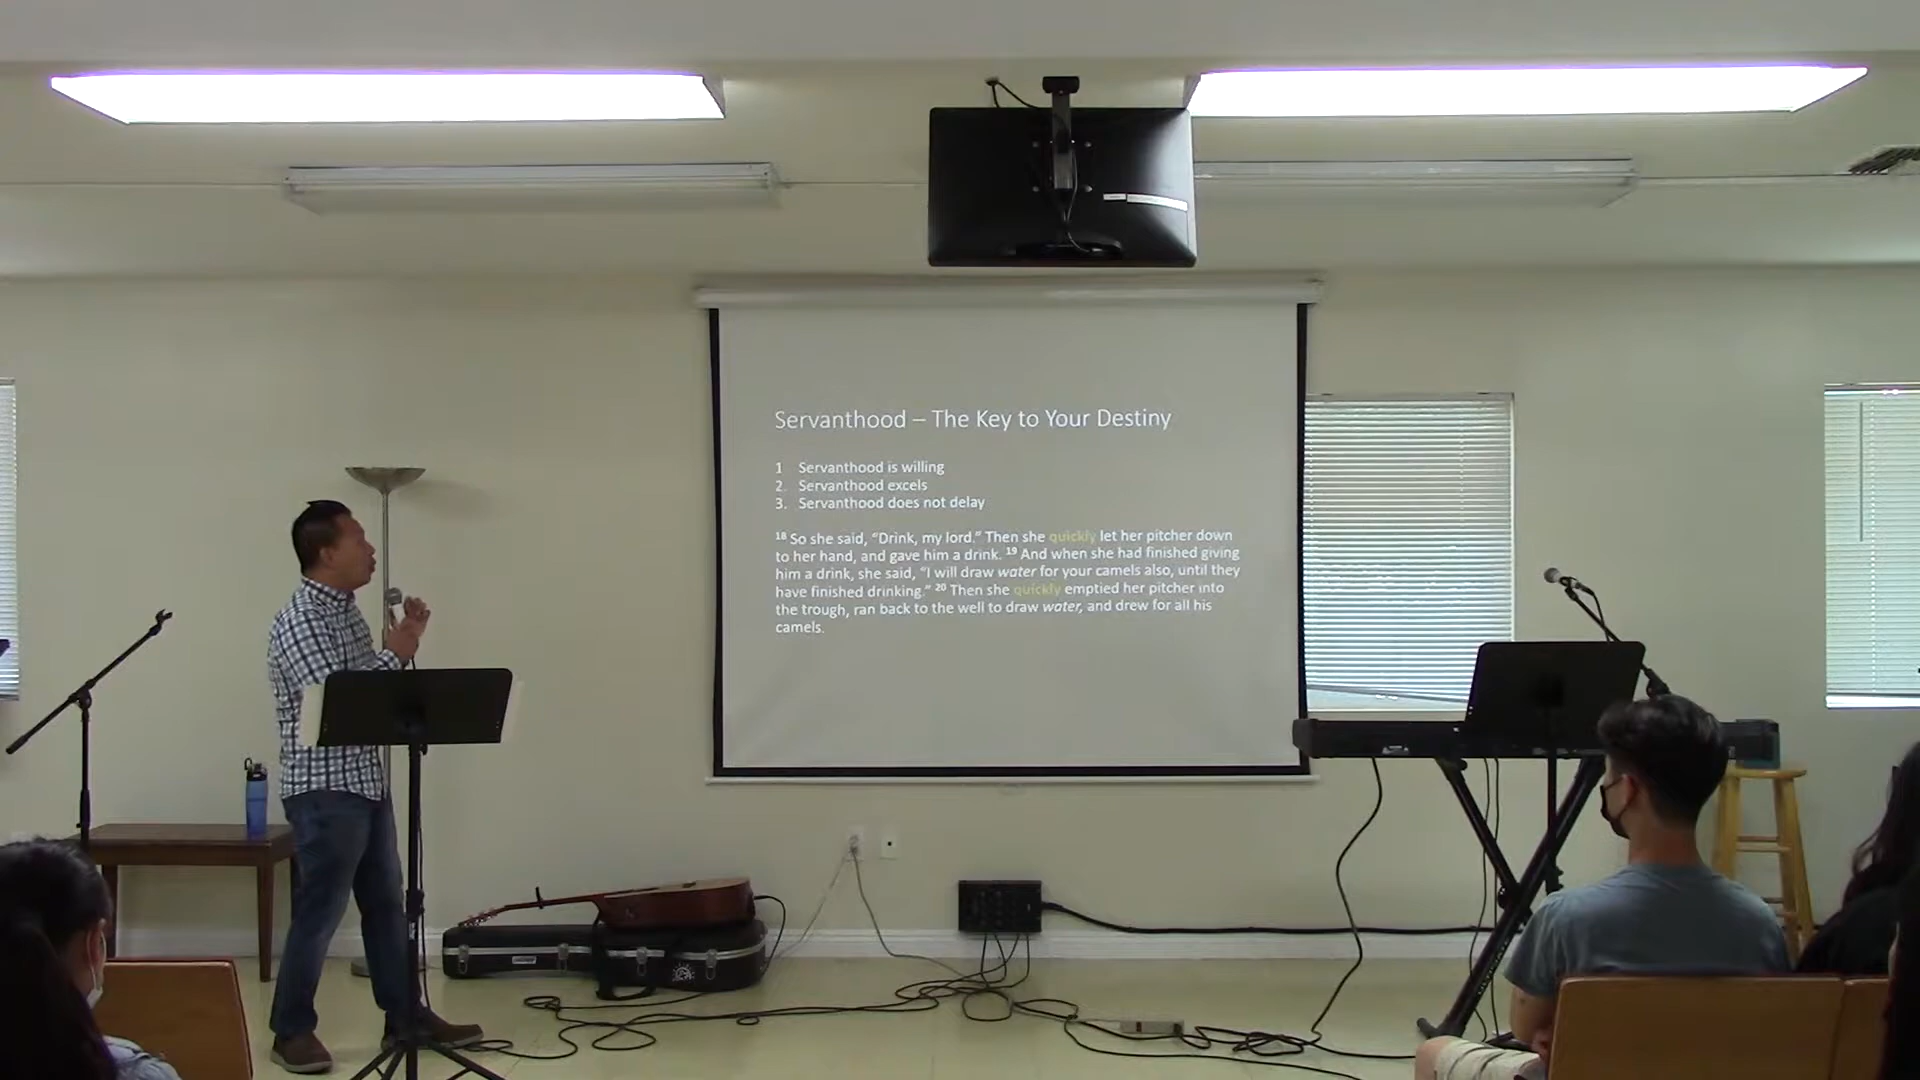 Servanthood – The Key to Your Destiny
1 Servanthood is willing
2. Servanthood excels
3. Servanthood does not delay
18 So she said, “Drink, my lord.” Then she quickly let her pitcher down
to her hand, and gave him a drink. 19 And when she had finished giving
him a drink, she said, “I will draw water for your camels also, until they
have finished drinking.” 20 Then she quickly emptied her pitcher into
the trough, ran back to the well to draw water, and drew for all his
camels.